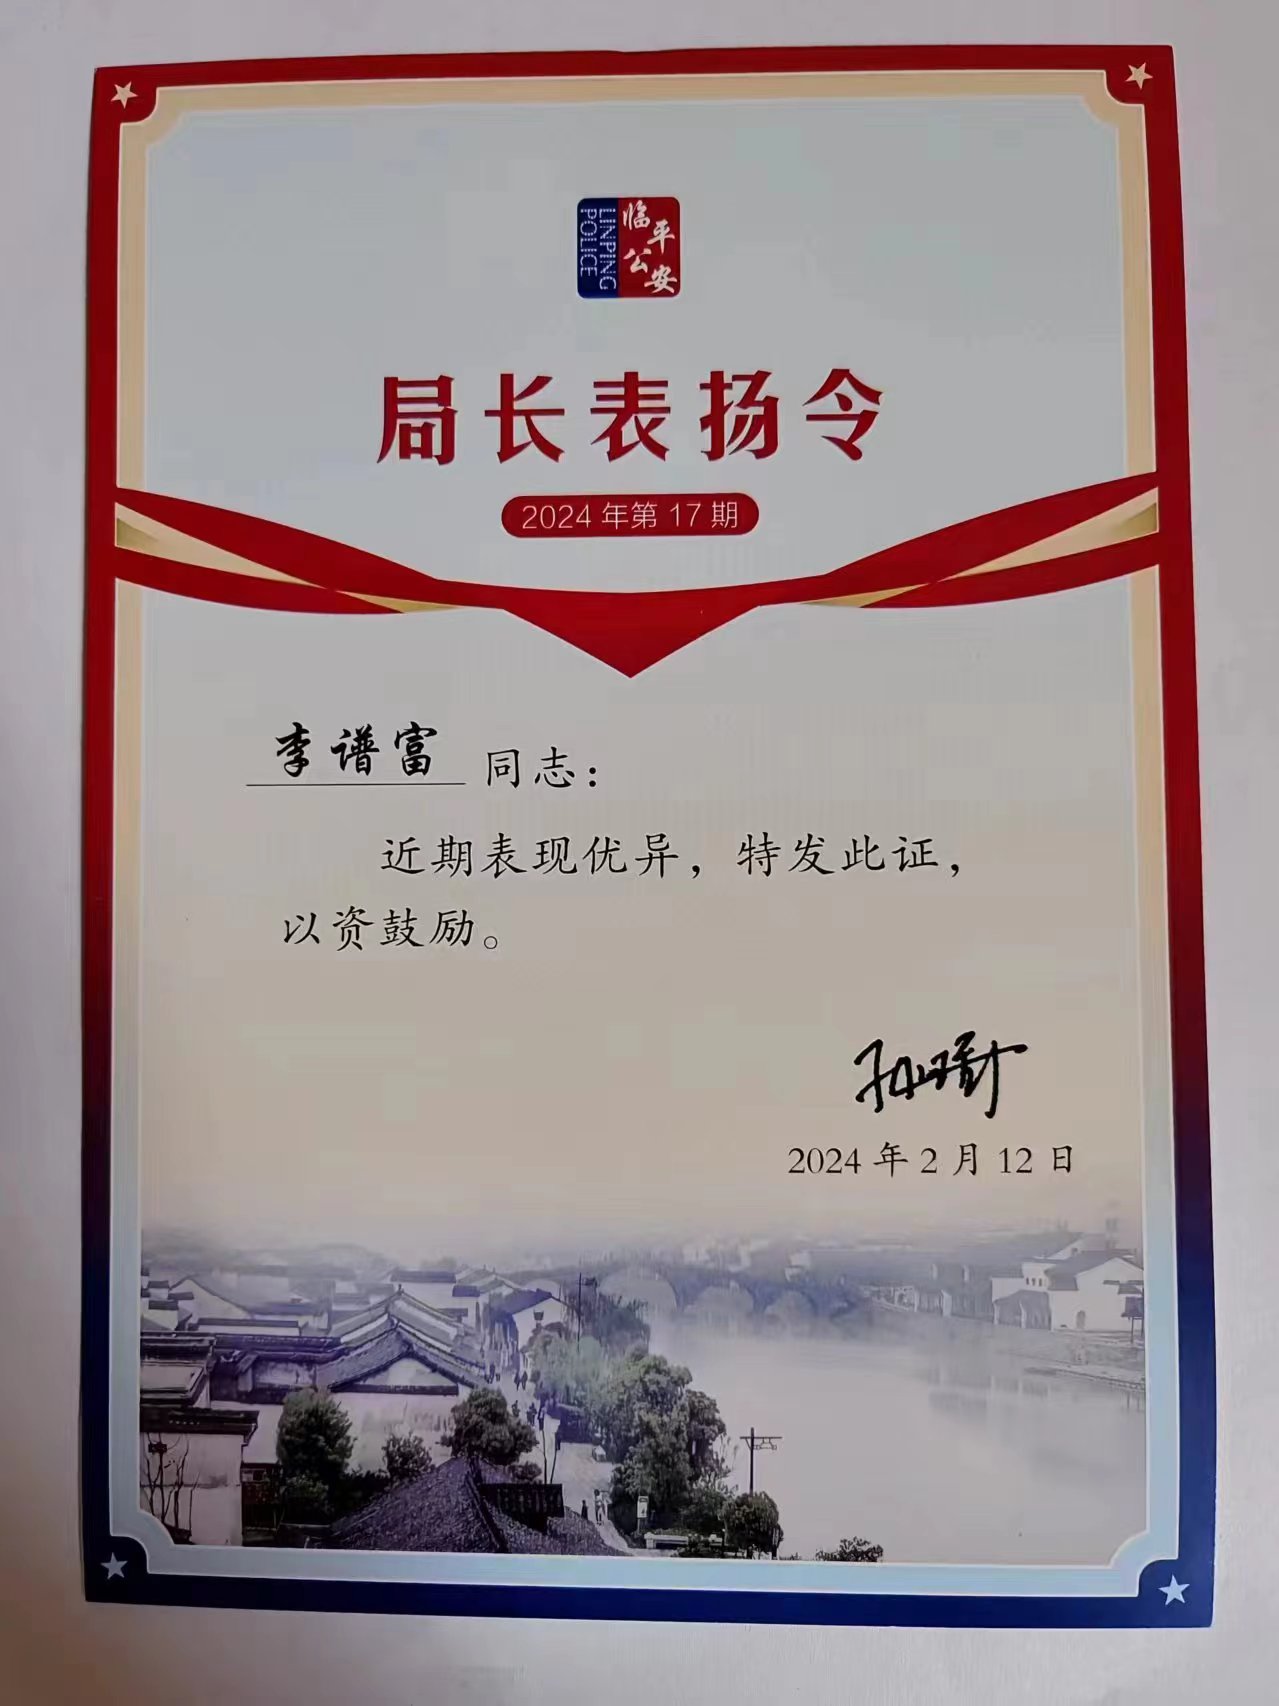 临平公安
LINPING
POLICE
局长表扬令
2024年第17期
李谱富 同志：
近期表现优异，特发此证，
以资鼓励。
2024年2月12日